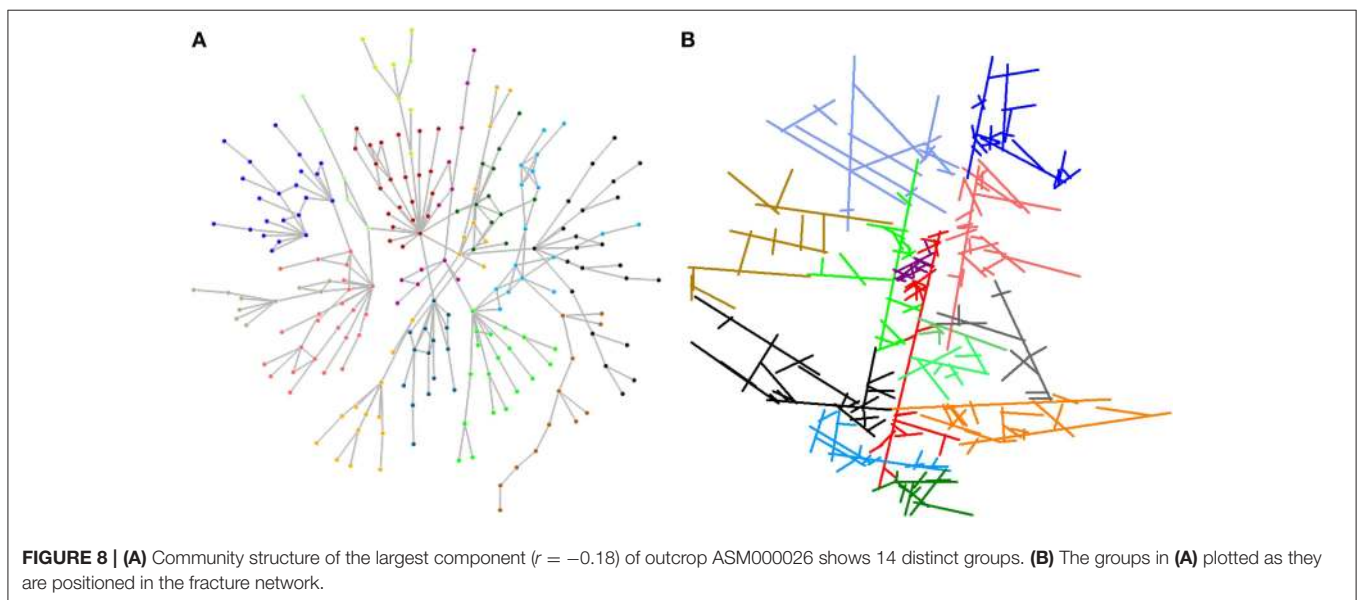 A
B
FIGURE 8 | (A) Community structure of the largest component (r = −0.18) of outcrop ASM000026 shows 14 distinct groups. (B) The groups in (A) plotted as they
are positioned in the fracture network.